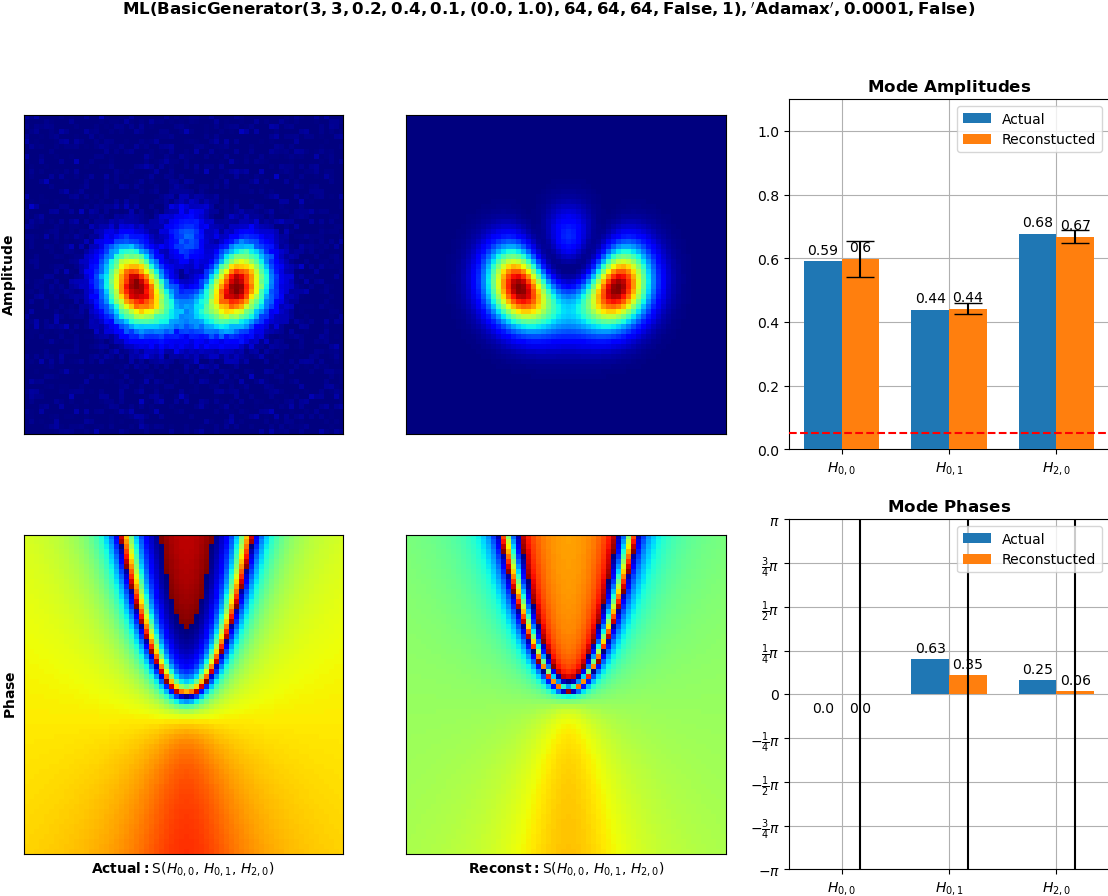 ML(BasicGenerator(3, 3, 0.2, 0.4, 0.1, (0.0, 1.0), 64, 64, 64, False, 1), ′Adamax′, 0.0001, False)
Amplitude
Mode Amplitudes
Actual
Reconstucted
1.0
0.8
0.6
0.4
0.2
0.0
0.59
0.6
0.44
0.44
0.68
0.67
H₀,₀
H₀,₁
H₂,₀
Phase
Actual: S(H₀,₀, H₀,₁, H₂,₀)
Reconst: S(H₀,₀, H₀,₁, H₂,₀)
Mode Phases
Actual
Reconstucted
π
3/4π
1/2π
1/4π
0
−1/4π
−1/2π
−3/4π
−π
0.0
0.0
0.63
0.35
0.25
0.06
H₀,₀
H₀,₁
H₂,₀